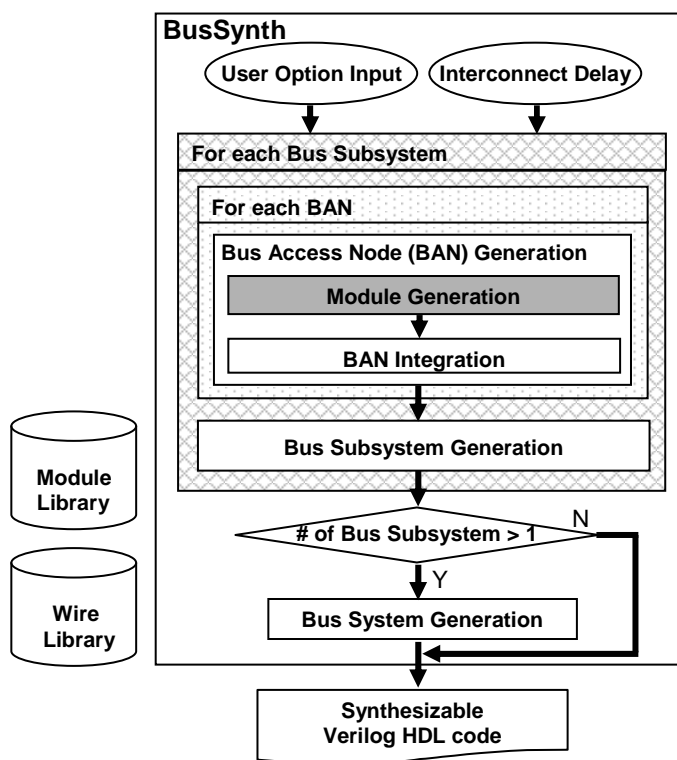 BusSynth
User Option Input
Interconnect Delay
For each Bus Subsystem
For each BAN
Bus Access Node (BAN) Generation
Module Generation
BAN Integration
Bus Subsystem Generation
Module
Library
# of Bus Subsystem > 1
N
Y
Wire
Library
Bus System Generation
Synthesizable
Verilog HDL code